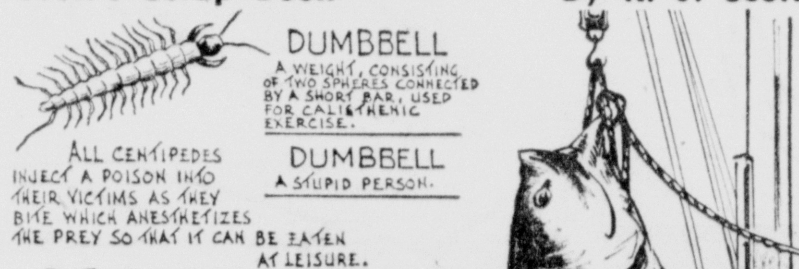 DUMBBELL
A WEIGHT, CONSISTING
OF TWO SPHERES CONNECTED
BY A SHORT BAR, USED
FOR CALISTHENIC
EXERCISE.
DUMBBELL
A STUPID PERSON.
ALL CENTIPEDES
INJECT A POISON INTO
THEIR VICTIMS AS THEY
BITE WHICH ANESTHETIZES
THE PREY SO THAT IT CAN BE EATEN
AT LEISURE.